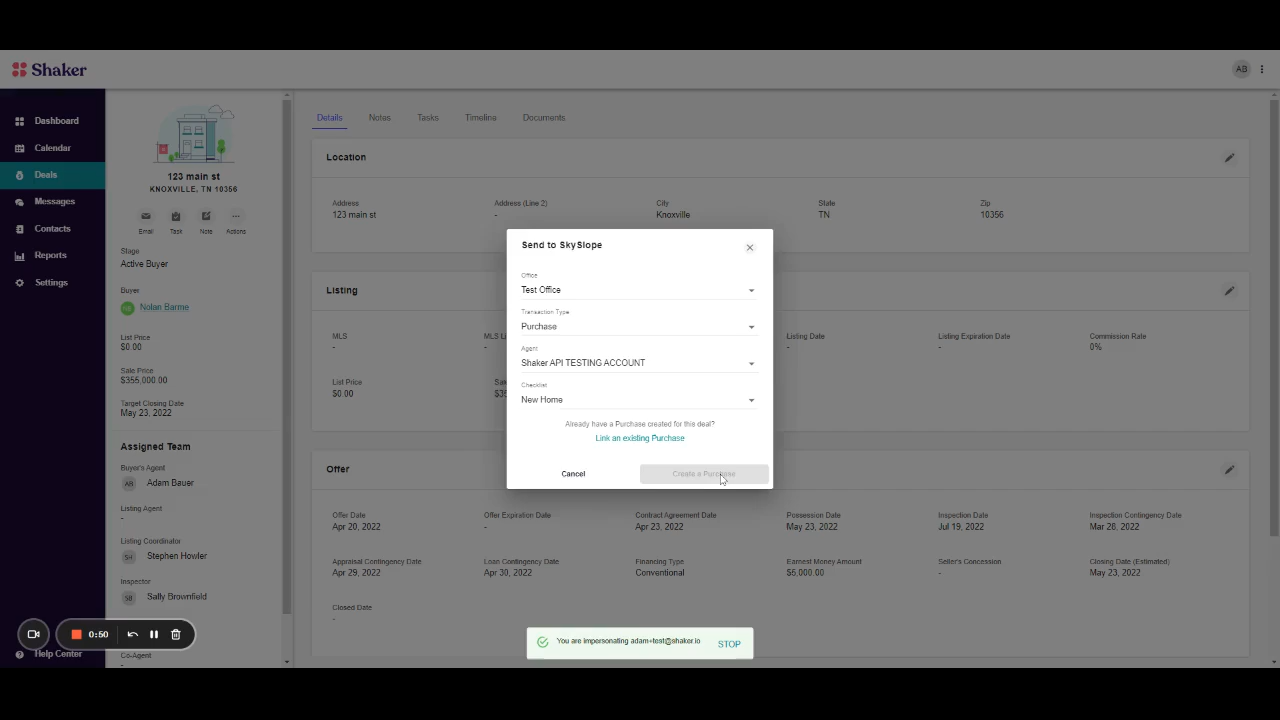 Shaker
AB
Dashboard
Calendar
Deals
Messages
Contacts
Reports
Settings
Help Center
123 main st
KNOXVILLE, TN 10356
Email
Task
Note
Actions
Stage
Active Buyer
Buyer
Nolan Barme
List Price
$0.00
Sale Price
$355,000.00
Target Closing Date
May 23, 2022
Assigned Team
Buyer's Agent
AB
Adam Bauer
Listing Agent
-
Listing Coordinator
SH
Stephen Howler
Inspector
SB
Sally Brownfield
Co-Agent
-
Details Notes Tasks Timeline Documents
Location
Address Address (Line 2) City State Zip
123 main st - Knoxville TN 10356
Listing
MLS MLS Listing Date Listing Expiration Date Commission Rate
- - - - 0%
List Price
$0.00
Offer
Offer Date Offer Expiration Date Contract Agreement Date Possession Date Inspection Date Inspection Contingency Date
Apr 20, 2022 - Apr 23, 2022 May 23, 2022 Jul 19, 2022 Mar 28, 2022
Appraisal Contingency Date Loan Contingency Date Financing Type Earnest Money Amount Seller's Concession Closing Date (Estimated)
Apr 29, 2022 Apr 30, 2022 Conventional $5,000.00 - May 23, 2022
Closed Date
-
Send to SkySlope
Office
Test Office
Transaction Type
Purchase
Agent
Shaker API TESTING ACCOUNT
Checklist
New Home
Already have a Purchase created for this deal?
Link an existing Purchase
Cancel
Create a Purchase
You are impersonating adam+test@shaker.io STOP
0:50